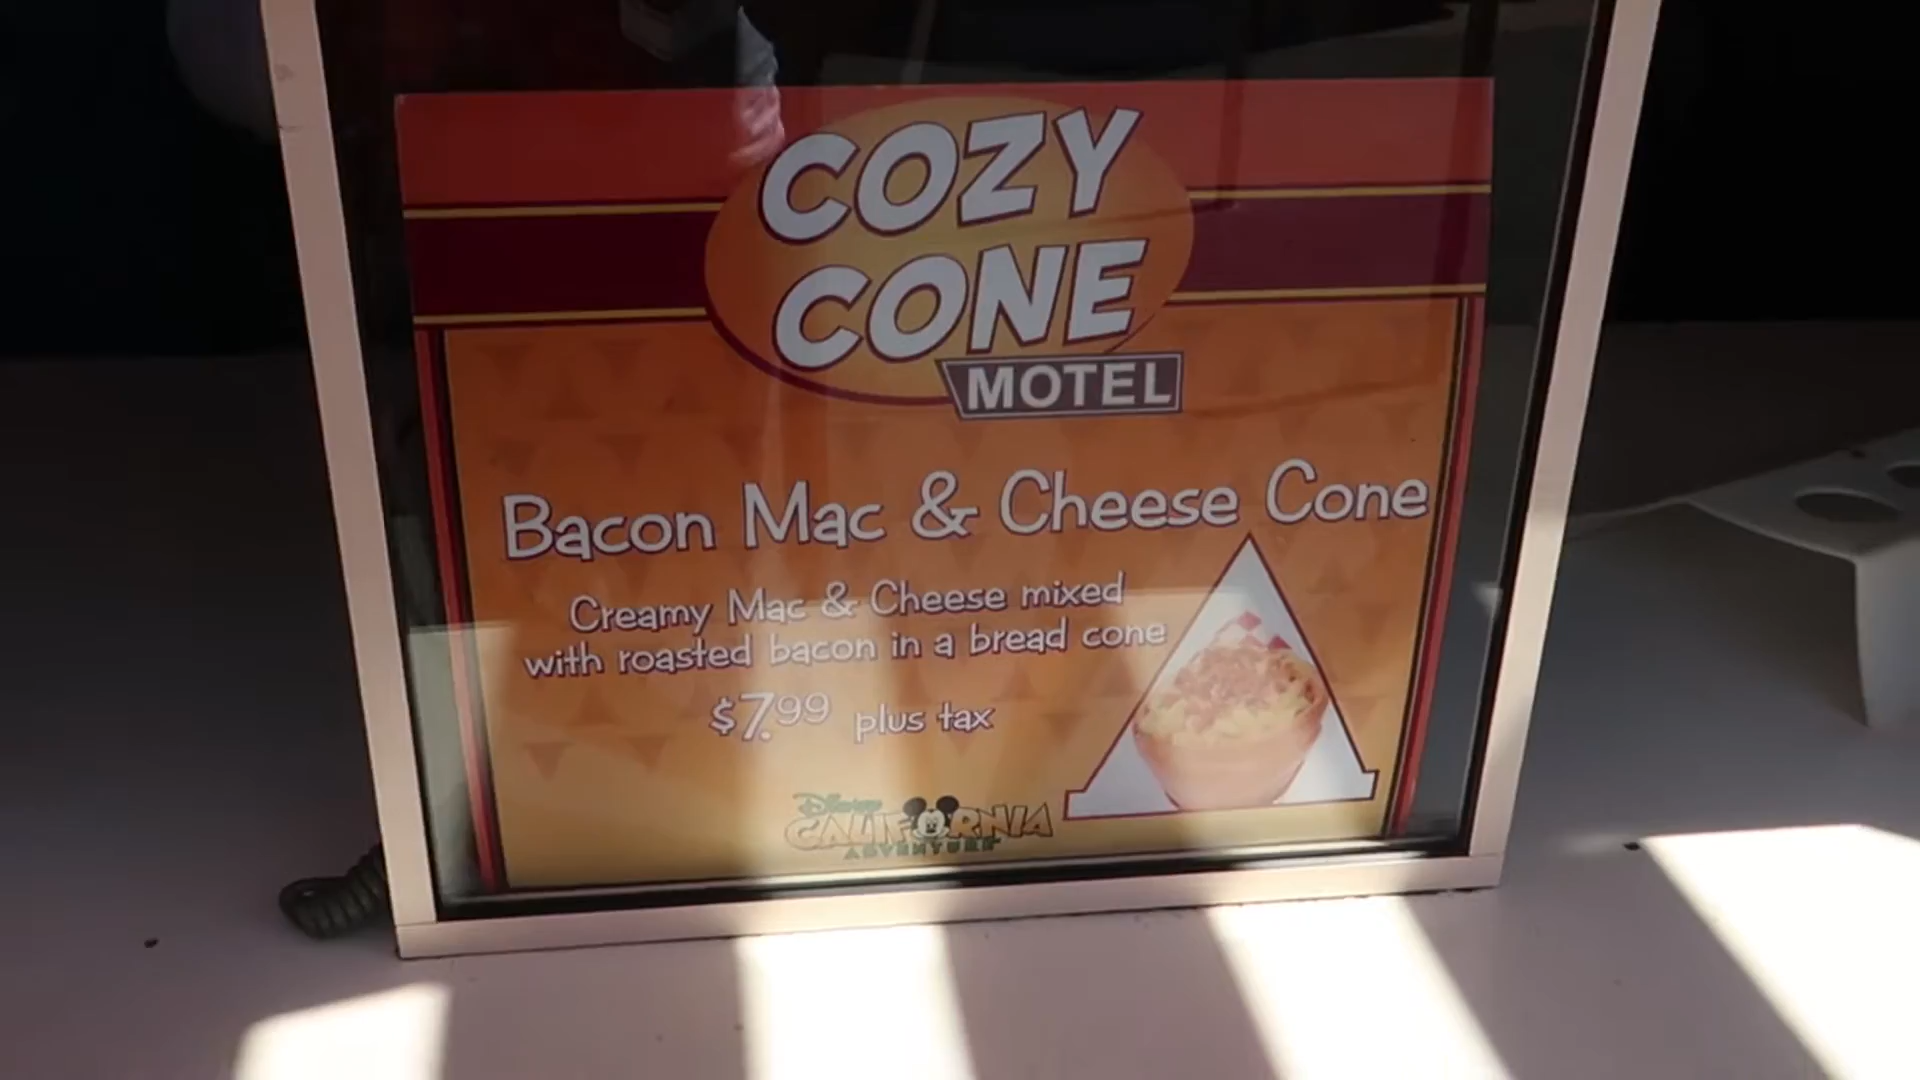 COZY
CONE
MOTEL
Bacon Mac & Cheese Cone
Creamy Mac & Cheese mixed
with roasted bacon in a bread cone
$7.99 plus tax
Disney
CALIFORNIA
ADVENTURE